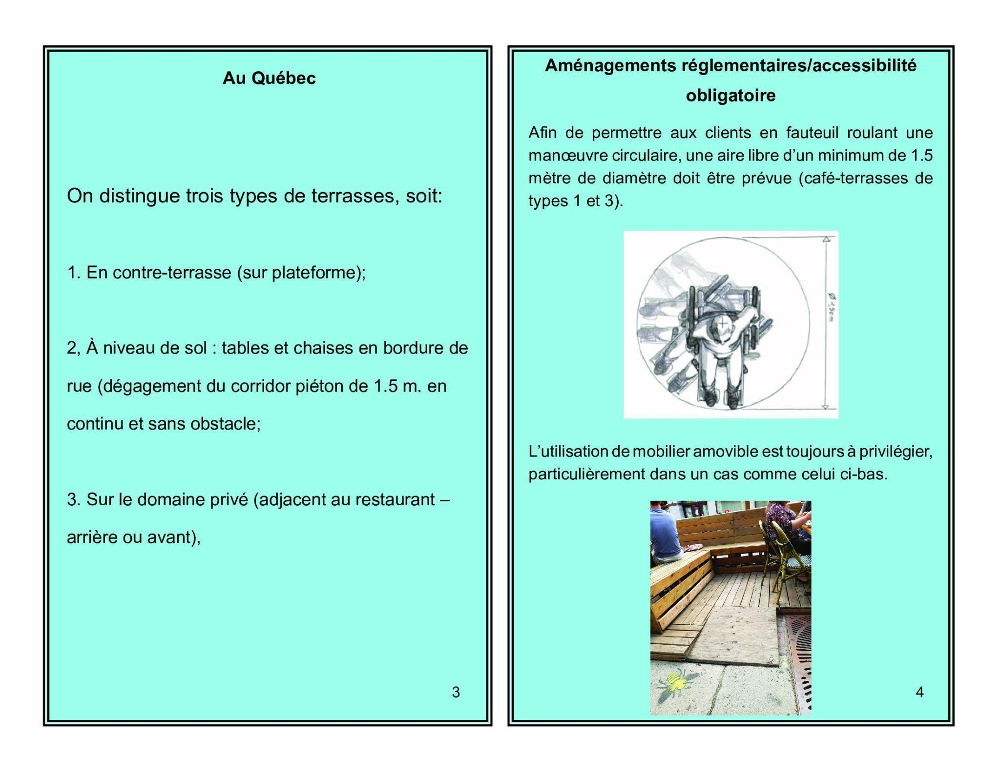 Au Québec
On distingue trois types de terrasses, soit:
1. En contre-terrasse (sur plateforme);
2, À niveau de sol : tables et chaises en bordure de
rue (dégagement du corridor piéton de 1.5 m. en
continu et sans obstacle;
3. Sur le domaine privé (adjacent au restaurant –
arrière ou avant),
3
Aménagements réglementaires/accessibilité
obligatoire
Afin de permettre aux clients en fauteuil roulant une
manœuvre circulaire, une aire libre d’un minimum de 1.5
mètre de diamètre doit être prévue (café-terrasses de
types 1 et 3).
Ø 1,50 m
L’utilisation de mobilier amovible est toujours à privilégier,
particulièrement dans un cas comme celui ci-bas.
4